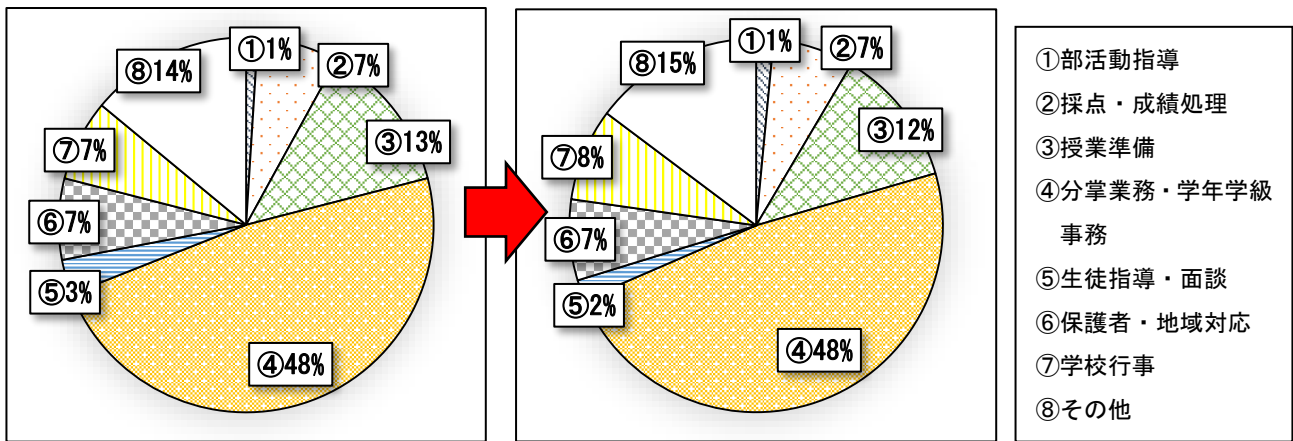 ①1%
②7%
③13%
④48%
⑤3%
⑥7%
⑦7%
⑧14%
①1%
②7%
③12%
④48%
⑤2%
⑥7%
⑦8%
⑧15%
①部活動指導
②採点・成績処理
③授業準備
④分掌業務・学年学級
事務
⑤生徒指導・面談
⑥保護者・地域対応
⑦学校行事
⑧その他